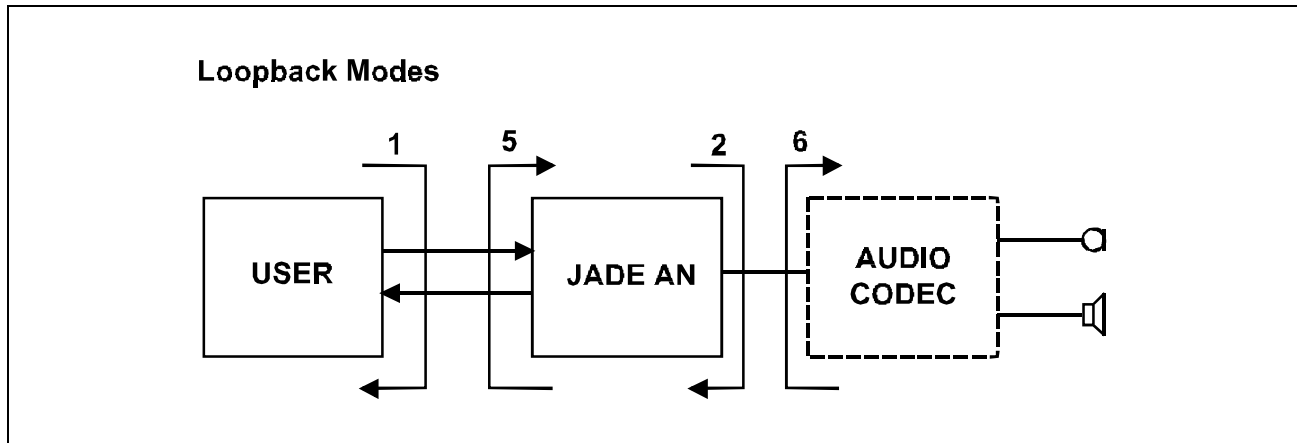 Loopback Modes
1
5
2
6
USER
JADE AN
AUDIO
CODEC